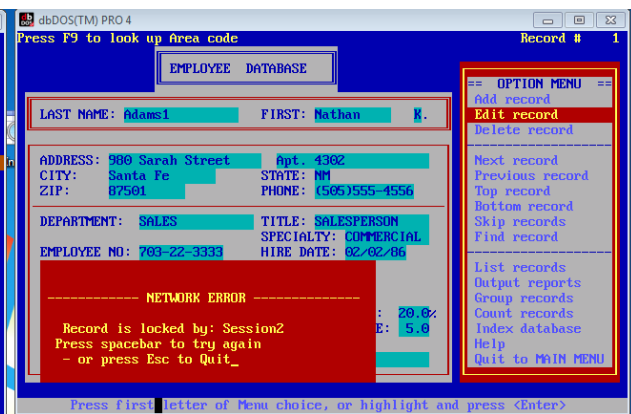 dbDOS(TM) PRO 4
Press F9 to look up Area code Record # 1
EMPLOYEE DATABASE
LAST NAME: Adams1 FIRST: Nathan K.
ADDRESS: 980 Sarah Street Apt. 4302
CITY: Santa Fe STATE: NM
ZIP: 87501 PHONE: (505)555-4556
DEPARTMENT: SALES TITLE: SALESPERSON
SPECIALTY: COMMERCIAL
EMPLOYEE NO: 703-22-3333 HIRE DATE: 02/02/86
------------ NETWORK ERROR --------------
: 20.0%
Record is locked by: Session2 E: 5.0
Press spacebar to try again
- or press Esc to Quit_
== OPTION MENU ==
Add record
Edit record
Delete record
Next record
Previous record
Top record
Bottom record
Skip records
Find record
List records
Output reports
Group records
Count records
Index database
Help
Quit to MAIN MENU
Press first letter of Menu choice, or highlight and press <Enter>